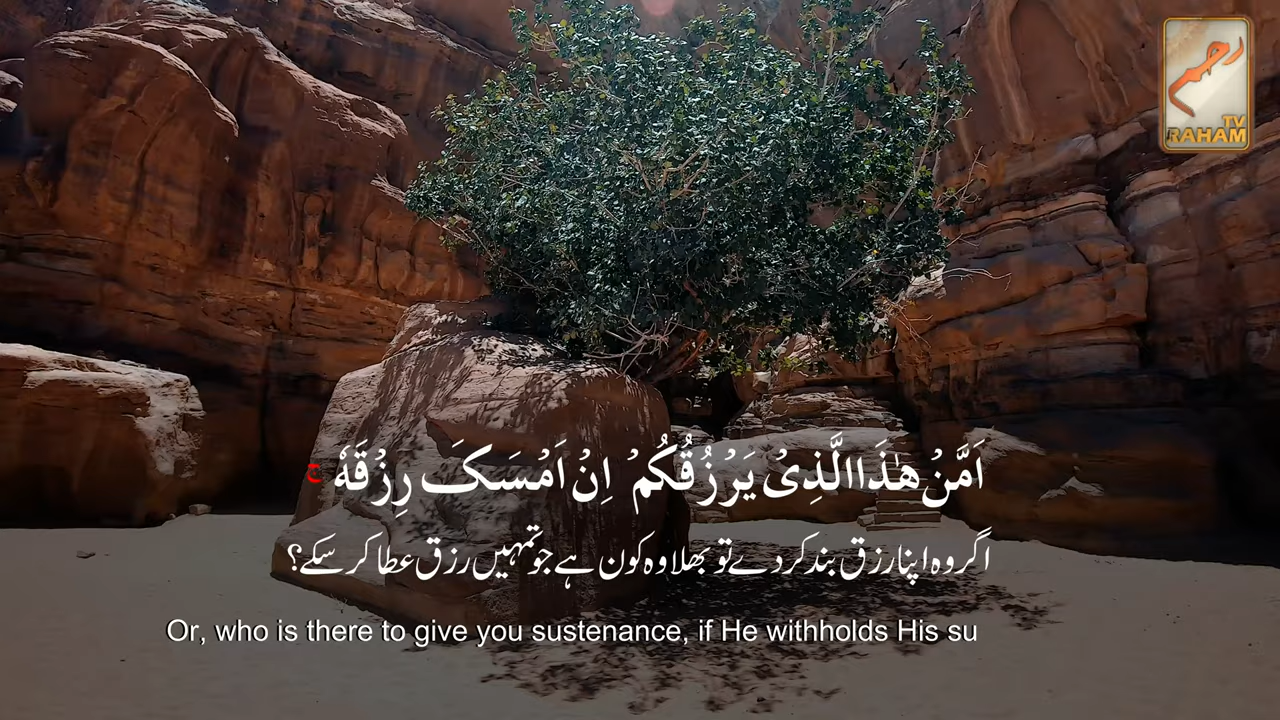 رحم
TV
RAHAM
اَمَّنۡ هٰذَا الَّذِىۡ يَرۡزُقُكُمۡ اِنۡ اَمۡسَكَ رِزۡقَهٗ ۚ
اگر وہ اپنا رزق بند کر دے تو بھلا وہ کون ہے جو تمہیں رزق عطا کر سکے؟
Or, who is there to give you sustenance, if He withholds His su